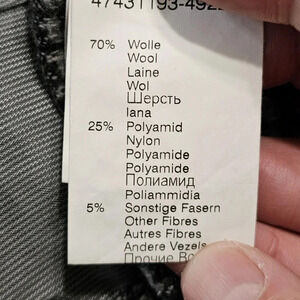 70% Wolle
Wool
Laine
Wol
Шерсть
lana
25% Polyamid
Nylon
Polyamide
Polyamide
Полиамид
Poliammidia
5% Sonstige Fasern
Other Fibres
Autres Fibres
Andere Vezels
Прочие